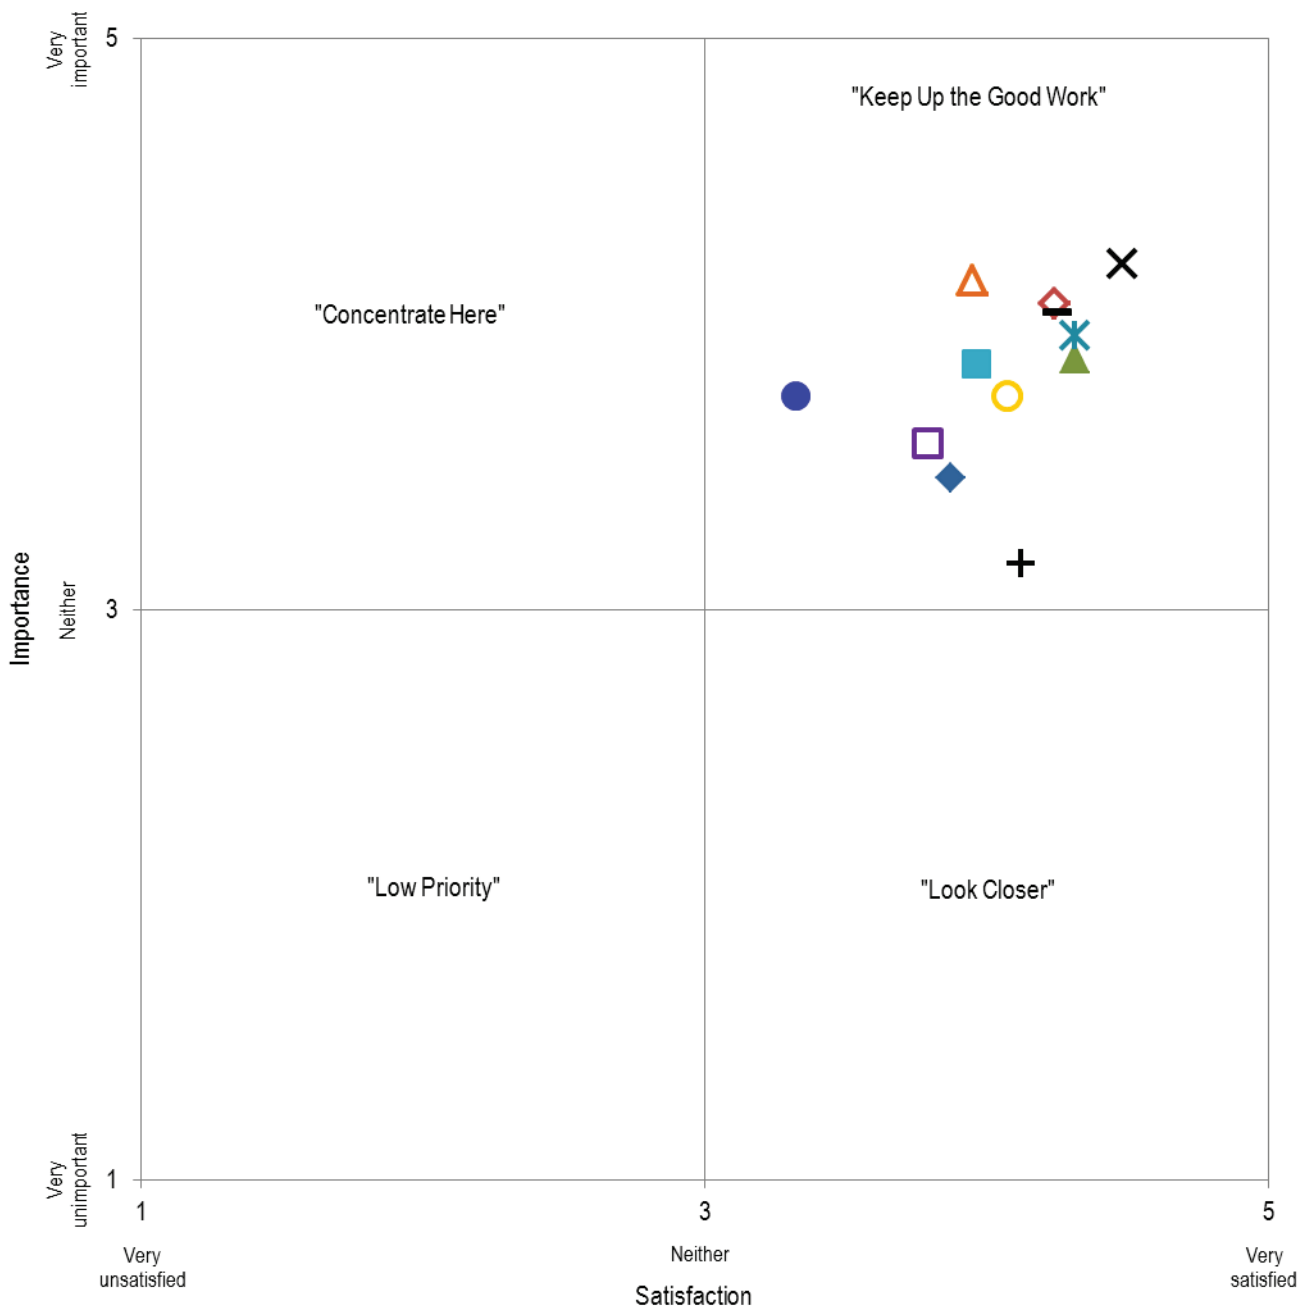 Very
important
5
"Keep Up the Good Work"
"Concentrate Here"
Importance
Neither
3
"Low Priority"
"Look Closer"
Very
unimportant
1
1
3
5
Very
unsatisfied
Neither
Very
satisfied
Satisfaction